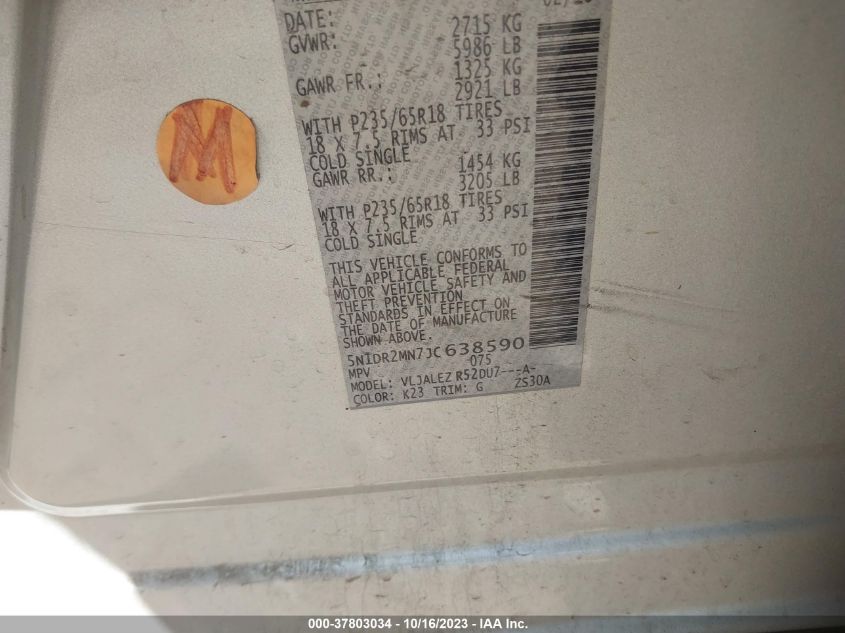 DATE:
GVWR: 2715 KG
5986 LB
GAWR FR.: 1325 KG
2921 LB
WITH P235/65R18 TIRES
18 X 7.5 RIMS AT 33 PSI
COLD SINGLE
GAWR RR.: 1454 KG
3205 LB
WITH P235/65R18 TIRES
18 X 7.5 RIMS AT 33 PSI
COLD SINGLE
THIS VEHICLE CONFORMS TO
ALL APPLICABLE FEDERAL
MOTOR VEHICLE SAFETY AND
THEFT PREVENTION
STANDARDS IN EFFECT ON
THE DATE OF MANUFACTURE
SHOWN ABOVE.
5N1DR2MN7JC638590
MPV 075
MODEL: VLJALEZ R52DU7---A-
COLOR: K23 TRIM: G ZS30A
M
000-37803034 - 10/16/2023 - IAA Inc.